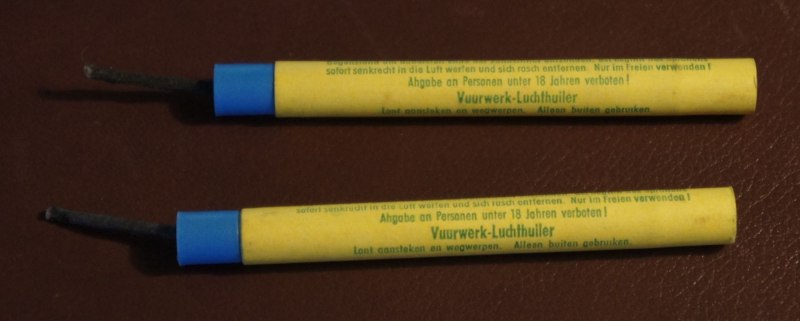 sofort senkrecht in die Luft werfen und sich rasch entfernen. Nur im Freien verwenden!
Abgabe an Personen unter 18 Jahren verboten!
Vuurwerk-Luchthuiler
Lont aansteken en wegwerpen. Alleen buiten gebruiken
sofort senkrecht in die Luft werfen und sich rasch entfernen. Nur im Freien verwenden!
Abgabe an Personen unter 18 Jahren verboten!
Vuurwerk-Luchthuiler
Lont aansteken en wegwerpen. Alleen buiten gebruiken.